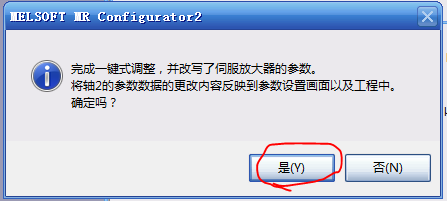 MELSOFT MR Configurator2
完成一键式调整，并改写了伺服放大器的参数。
将轴2的参数数据的更改内容反映到参数设置画面以及工程中。
确定吗？
是(Y) 否(N)